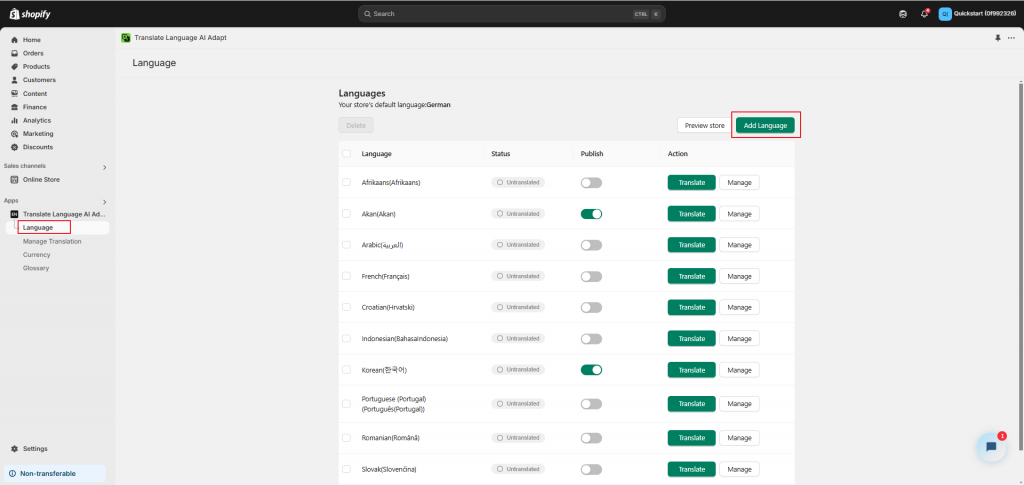 shopify
Search
CTRL K
Quickstart (0f992326)
Home
Orders
Products
Customers
Content
Finance
Analytics
Marketing
Discounts
Sales channels
Online Store
Apps
Translate Language AI Ad...
Language
Manage Translation
Currency
Glossary
Settings
Non-transferable
Translate Language AI Adapt
Language
Languages
Your store's default language:German
Delete
Preview store
Add Language
Language Status Publish Action
Afrikaans(Afrikaans) Untranslated Translate Manage
Akan(Akan) Untranslated Translate Manage
Arabic(العربية) Untranslated Translate Manage
French(Français) Untranslated Translate Manage
Croatian(Hrvatski) Untranslated Translate Manage
Indonesian(BahasaIndonesia) Untranslated Translate Manage
Korean(한국어) Untranslated Translate Manage
Portuguese (Portugal)
(Português(Portugal)) Untranslated Translate Manage
Romanian(Română) Untranslated Translate Manage
Slovak(Slovenčina) Untranslated Translate Manage
1